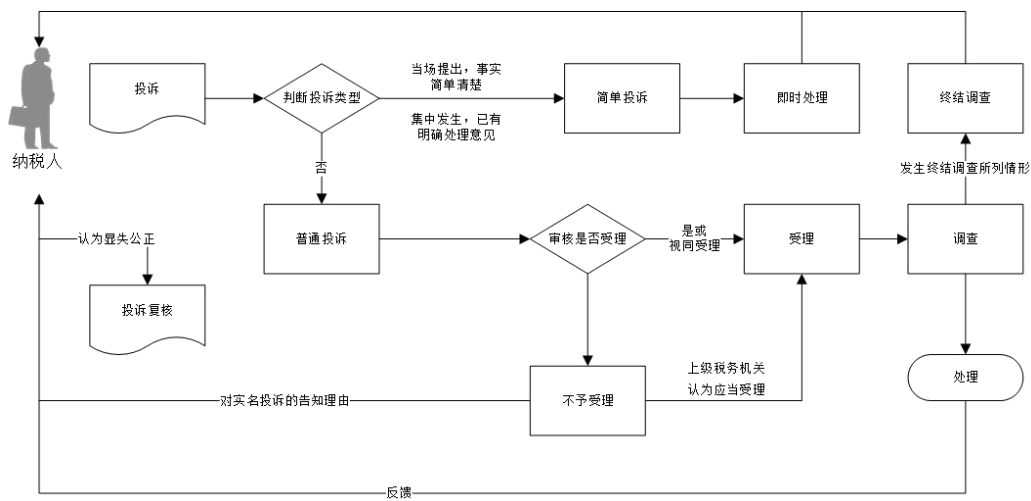 投诉
判断投诉类型
当场提出，事实
简单清楚
集中发生，已有
明确处理意见
简单投诉
即时处理
终结调查
纳税人
否
发生终结调查所列情形
认为显失公正
普通投诉
审核是否受理
是或
视同受理
受理
调查
投诉复核
上级税务机关
认为应当受理
处理
对实名投诉的告知理由
不予受理
反馈